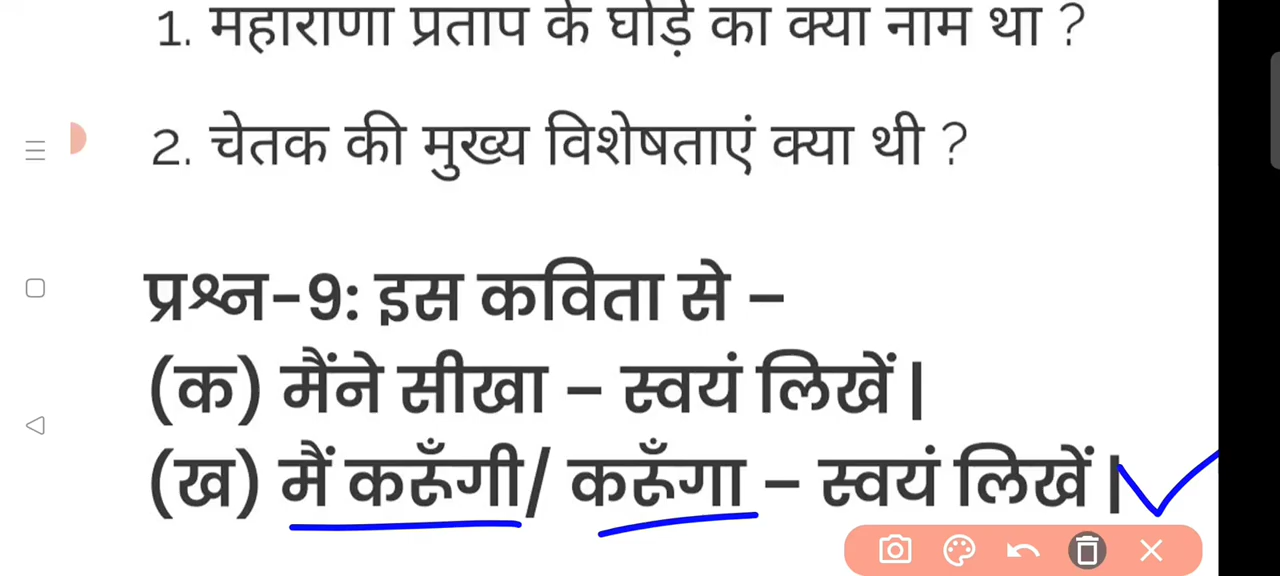 1. महाराणा प्रताप के घोड़े का क्या नाम था ?
2. चेतक की मुख्य विशेषताएं क्या थी ?
प्रश्न-9: इस कविता से –
(क) मैंने सीखा – स्वयं लिखें |
(ख) मैं करूँगी/ करूँगा – स्वयं लिखें |